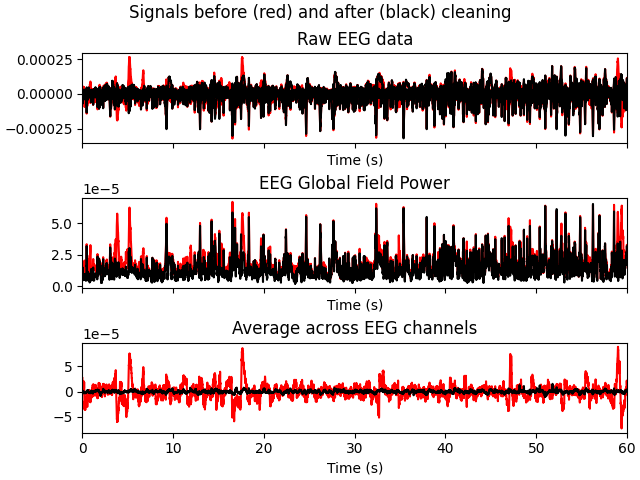 Signals before (red) and after (black) cleaning
Raw EEG data
0.00025
0.00000
−0.00025
Time (s)
1e−5
EEG Global Field Power
5.0
2.5
0.0
Time (s)
1e−5
Average across EEG channels
5
0
−5
0 10 20 30 40 50 60
Time (s)